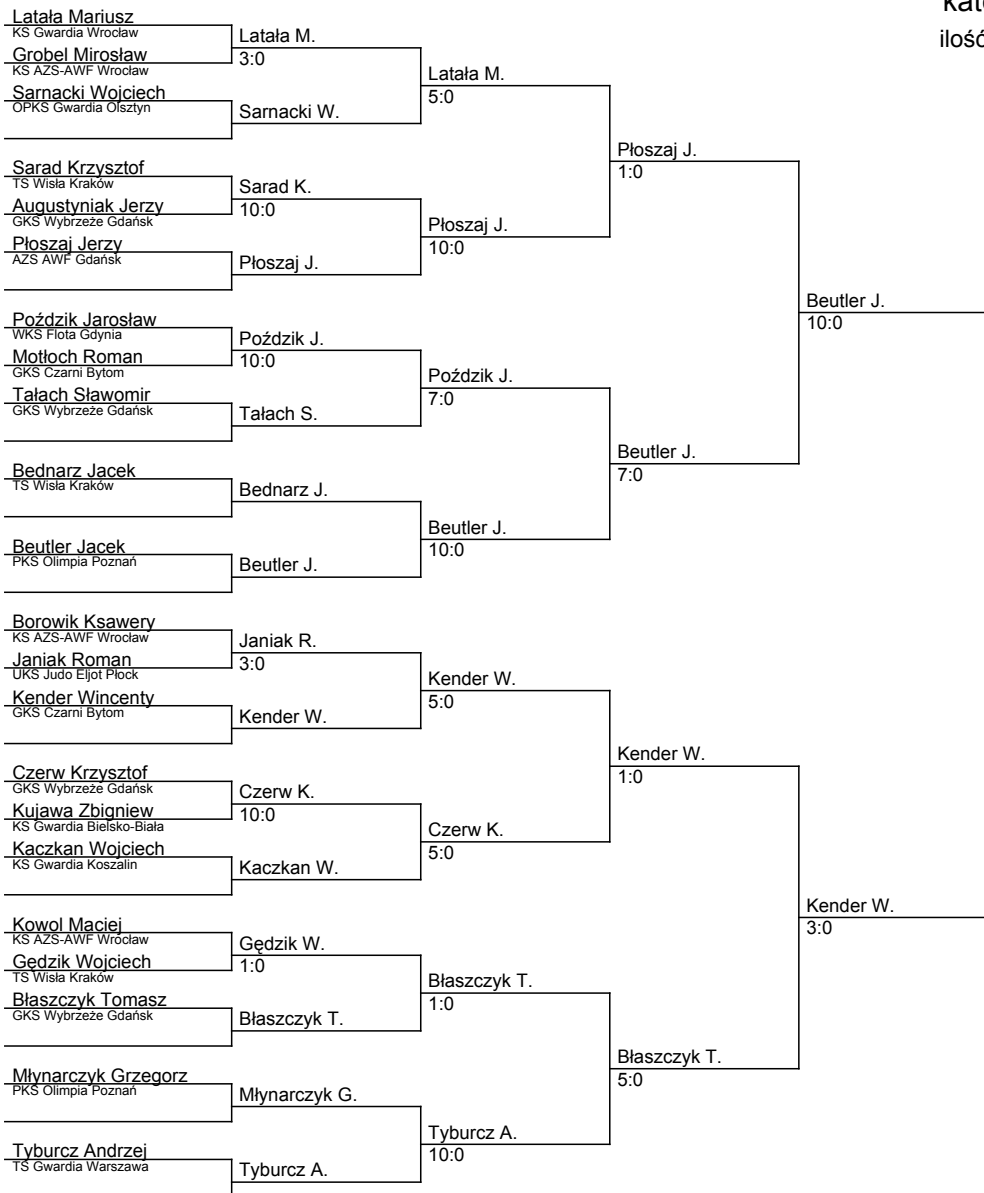 kat
ilość
Latała Mariusz
KS Gwardia Wrocław
Grobel Mirosław
KS AZS-AWF Wrocław
Sarnacki Wojciech
OPKS Gwardia Olsztyn
Sarad Krzysztof
TS Wisła Kraków
Augustyniak Jerzy
GKS Wybrzeże Gdańsk
Płoszaj Jerzy
AZS AWF Gdańsk
Poździk Jarosław
WKS Flota Gdynia
Motłoch Roman
GKS Czarni Bytom
Tałach Sławomir
GKS Wybrzeże Gdańsk
Bednarz Jacek
TS Wisła Kraków
Beutler Jacek
PKS Olimpia Poznań
Borowik Ksawery
KS AZS-AWF Wrocław
Janiak Roman
UKS Judo Eljot Płock
Kender Wincenty
GKS Czarni Bytom
Czerw Krzysztof
GKS Wybrzeże Gdańsk
Kujawa Zbigniew
KS Gwardia Bielsko-Biała
Kaczkan Wojciech
KS Gwardia Koszalin
Kowol Maciej
KS AZS-AWF Wrocław
Gędzik Wojciech
TS Wisła Kraków
Błaszczyk Tomasz
GKS Wybrzeże Gdańsk
Młynarczyk Grzegorz
PKS Olimpia Poznań
Tyburcz Andrzej
TS Gwardia Warszawa
Latała M.
3:0
Sarnacki W.
Sarad K.
10:0
Płoszaj J.
Poździk J.
10:0
Tałach S.
Bednarz J.
Beutler J.
Janiak R.
3:0
Kender W.
Czerw K.
10:0
Kaczkan W.
Gędzik W.
1:0
Błaszczyk T.
Młynarczyk G.
Tyburcz A.
Latała M.
5:0
Płoszaj J.
10:0
Poździk J.
7:0
Beutler J.
10:0
Kender W.
5:0
Czerw K.
5:0
Błaszczyk T.
1:0
Tyburcz A.
10:0
Płoszaj J.
1:0
Beutler J.
7:0
Kender W.
1:0
Błaszczyk T.
5:0
Beutler J.
10:0
Kender W.
3:0